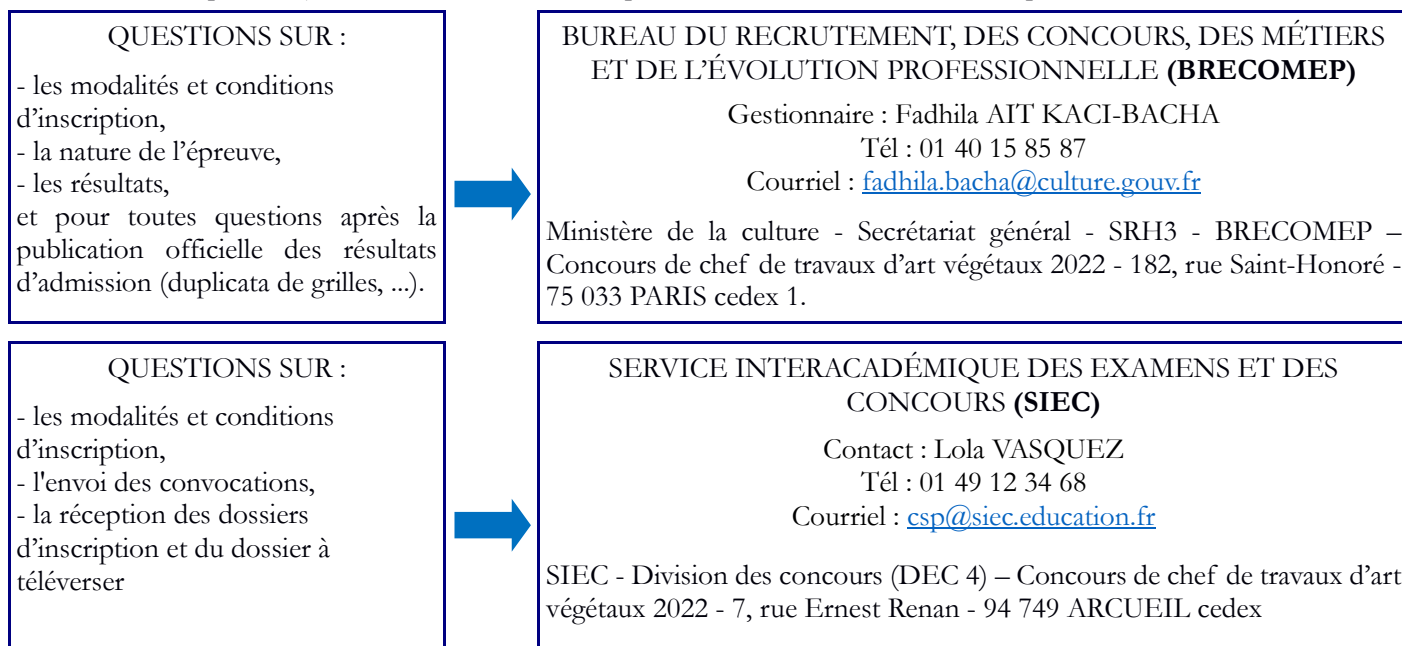 QUESTIONS SUR :
- les modalités et conditions
d’inscription,
- la nature de l’épreuve,
- les résultats,
et pour toutes questions après la
publication officielle des résultats
d’admission (duplicata de grilles, ...).
BUREAU DU RECRUTEMENT, DES CONCOURS, DES MÉTIERS
ET DE L’ÉVOLUTION PROFESSIONNELLE (BRECOMEP)
Gestionnaire : Fadhila AIT KACI-BACHA
Tél : 01 40 15 85 87
Courriel : fadhila.bacha@culture.gouv.fr
Ministère de la culture - Secrétariat général - SRH3 - BRECOMEP –
Concours de chef de travaux d’art végétaux 2022 - 182, rue Saint-Honoré -
75 033 PARIS cedex 1.
QUESTIONS SUR :
- les modalités et conditions
d’inscription,
- l'envoi des convocations,
- la réception des dossiers
d’inscription et du dossier à
téléverser
SERVICE INTERACADÉMIQUE DES EXAMENS ET DES
CONCOURS (SIEC)
Contact : Lola VASQUEZ
Tél : 01 49 12 34 68
Courriel : csp@siec.education.fr
SIEC - Division des concours (DEC 4) – Concours de chef de travaux d’art
végétaux 2022 - 7, rue Ernest Renan - 94 749 ARCUEIL cedex